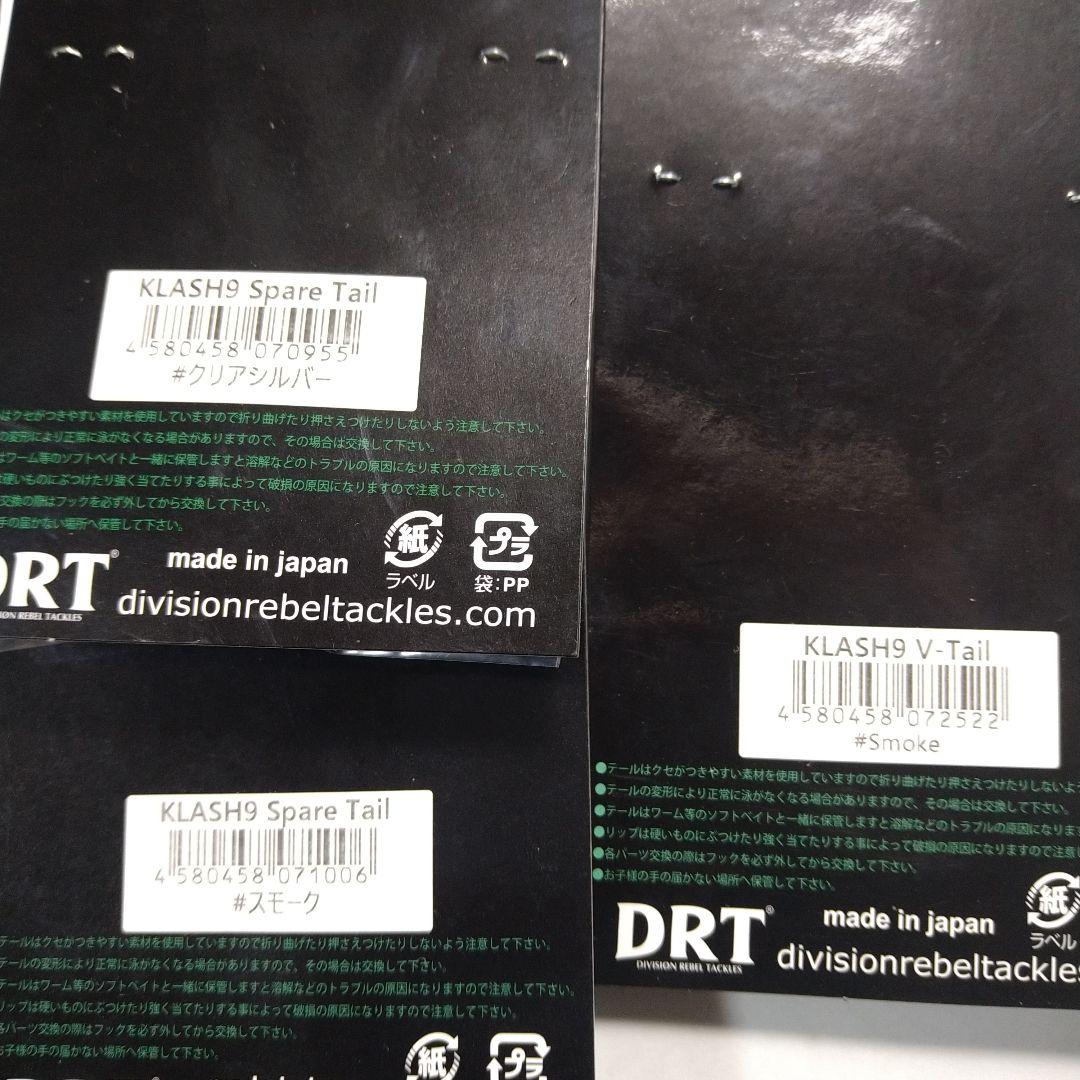 KLASH9 Spare Tail
4 580458 070955
#クリアシルバー
はクセがつきやすい素材を使用していますので折り曲げたり押さえつけたりしないよう注意して下さい。
の変形により正常に泳がなくなる場合がありますので、その場合は交換して下さい。
はワーム等のソフトベイトと一緒に保管しますと溶解などのトラブルの原因になりますので注意して下さい。
は硬いものにぶつけたり強く当てたりする事によって破損の原因になりますので注意して下さい。
交換の際はフックを必ず外してから交換して下さい。
手の届かない場所へ保管して下さい。
紙
ラベル
プラ
袋:PP
DRT®
ION REBEL TACKLES
made in japan
divisionrebeltackles.com
KLASH9 Spare Tail
4 580458 071006
#スモーク
テールはクセがつきやすい素材を使用していますので折り曲げたり押さえつけたりしないよう注意して下さい。
テールの変形により正常に泳がなくなる場合がありますので、その場合は交換して下さい。
テールはワーム等のソフトベイトと一緒に保管しますと溶解などのトラブルの原因になりますので注意して下さい。
リップは硬いものにぶつけたり強く当てたりする事によって破損の原因になりますので注意して下さい。
各パーツ交換の際はフックを必ず外してから交換して下さい。
お子様の手の届かない場所へ保管して下さい。
紙
プラ
KLASH9 V-Tail
4 580458 072522
#Smoke
●テールはクセがつきやすい素材を使用していますので折り曲げたり押さえつけたりしないよ
●テールの変形により正常に泳がなくなる場合がありますので、その場合は交換して下さい。
●テールはワーム等のソフトベイトと一緒に保管しますと溶解などのトラブルの原因になりま
●リップは硬いものにぶつけたり強く当てたりする事によって破損の原因になりますので注意
●各パーツ交換の際はフックを必ず外してから交換して下さい。
●お子様の手の届かない場所へ保管して下さい。
紙
ラベル
DRT®
DIVISION REBEL TACKLES
made in japan
divisionrebeltackles